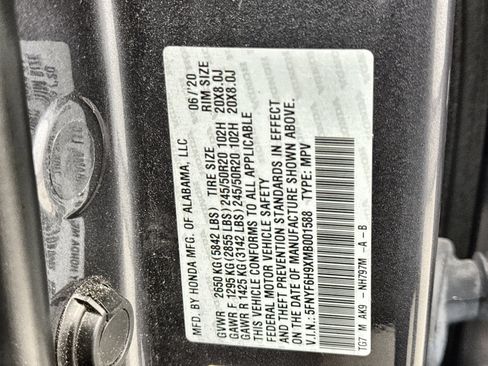 MFD. BY HONDA MFG. OF ALABAMA, LLC 06/'20
TIRE SIZE RIM SIZE
GVWR 2650 KG (5842 LBS)
GAWR F 1295 KG (2855 LBS) 245/50R20 102H 20X8.0J
GAWR R 1425 KG (3142 LBS) 245/50R20 102H 20X8.0J
THIS VEHICLE CONFORMS TO ALL APPLICABLE
FEDERAL MOTOR VEHICLE SAFETY
AND THEFT PREVENTION STANDARDS IN EFFECT
ON THE DATE OF MANUFACTURE SHOWN ABOVE.
V.I.N.: 5FNYF6H9XMB001588 TYPE: MPV
TG7 M AK9 - NH797M - A - B